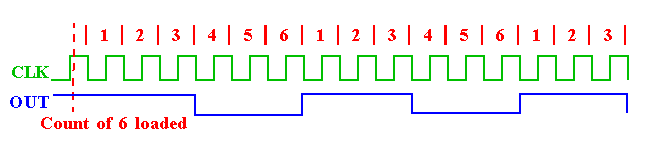 | 1 | 2 | 3 | 4 | 5 | 6 | 1 | 2 | 3 | 4 | 5 | 6 | 1 | 2 | 3 |
CLK
OUT
Count of 6 loaded